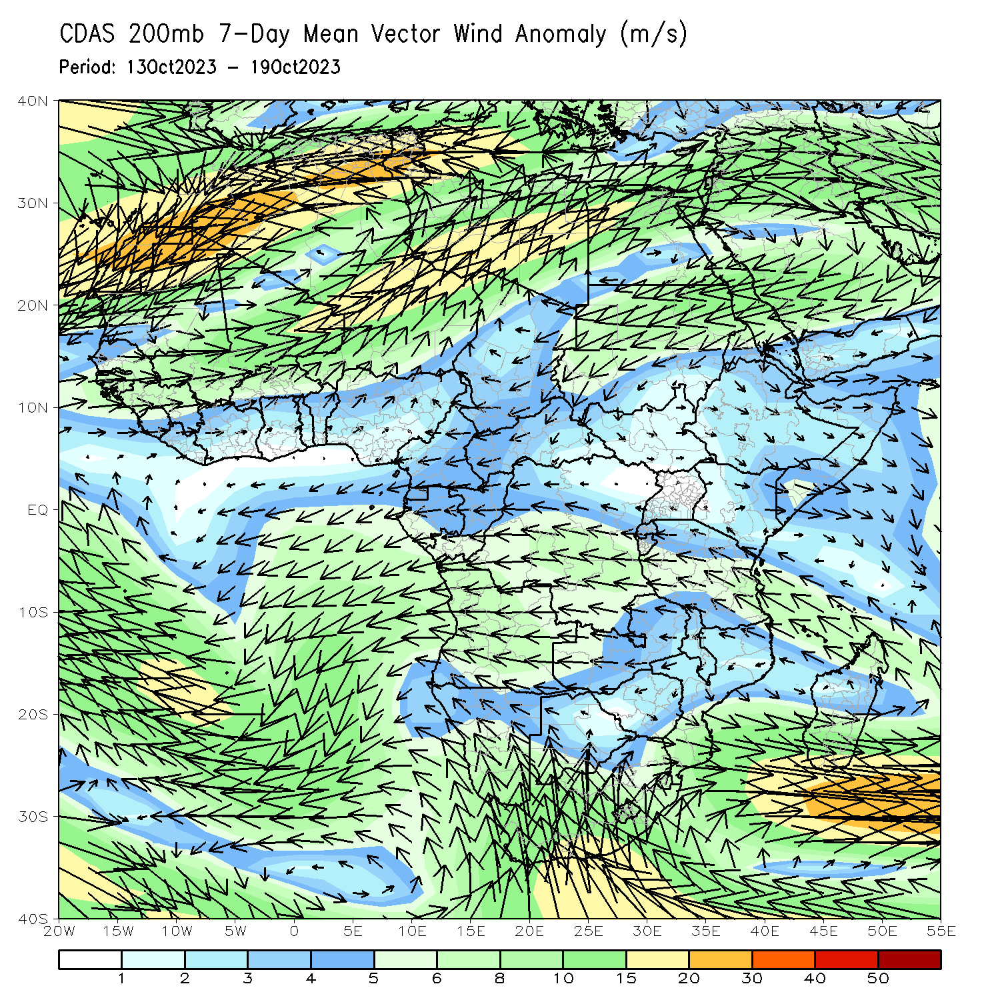 CDAS 200mb 7-Day Mean Vector Wind Anomaly (m/s)
Period: 13Oct2023 - 19Oct2023
40N
30N
20N
10N
EQ
10S
20S
30S
40S
20W 15W 10W 5W 0 5E 10E 15E 20E 25E 30E 35E 40E 45E 50E 55E
1 2 3 4 5 6 8 10 15 20 30 40 50